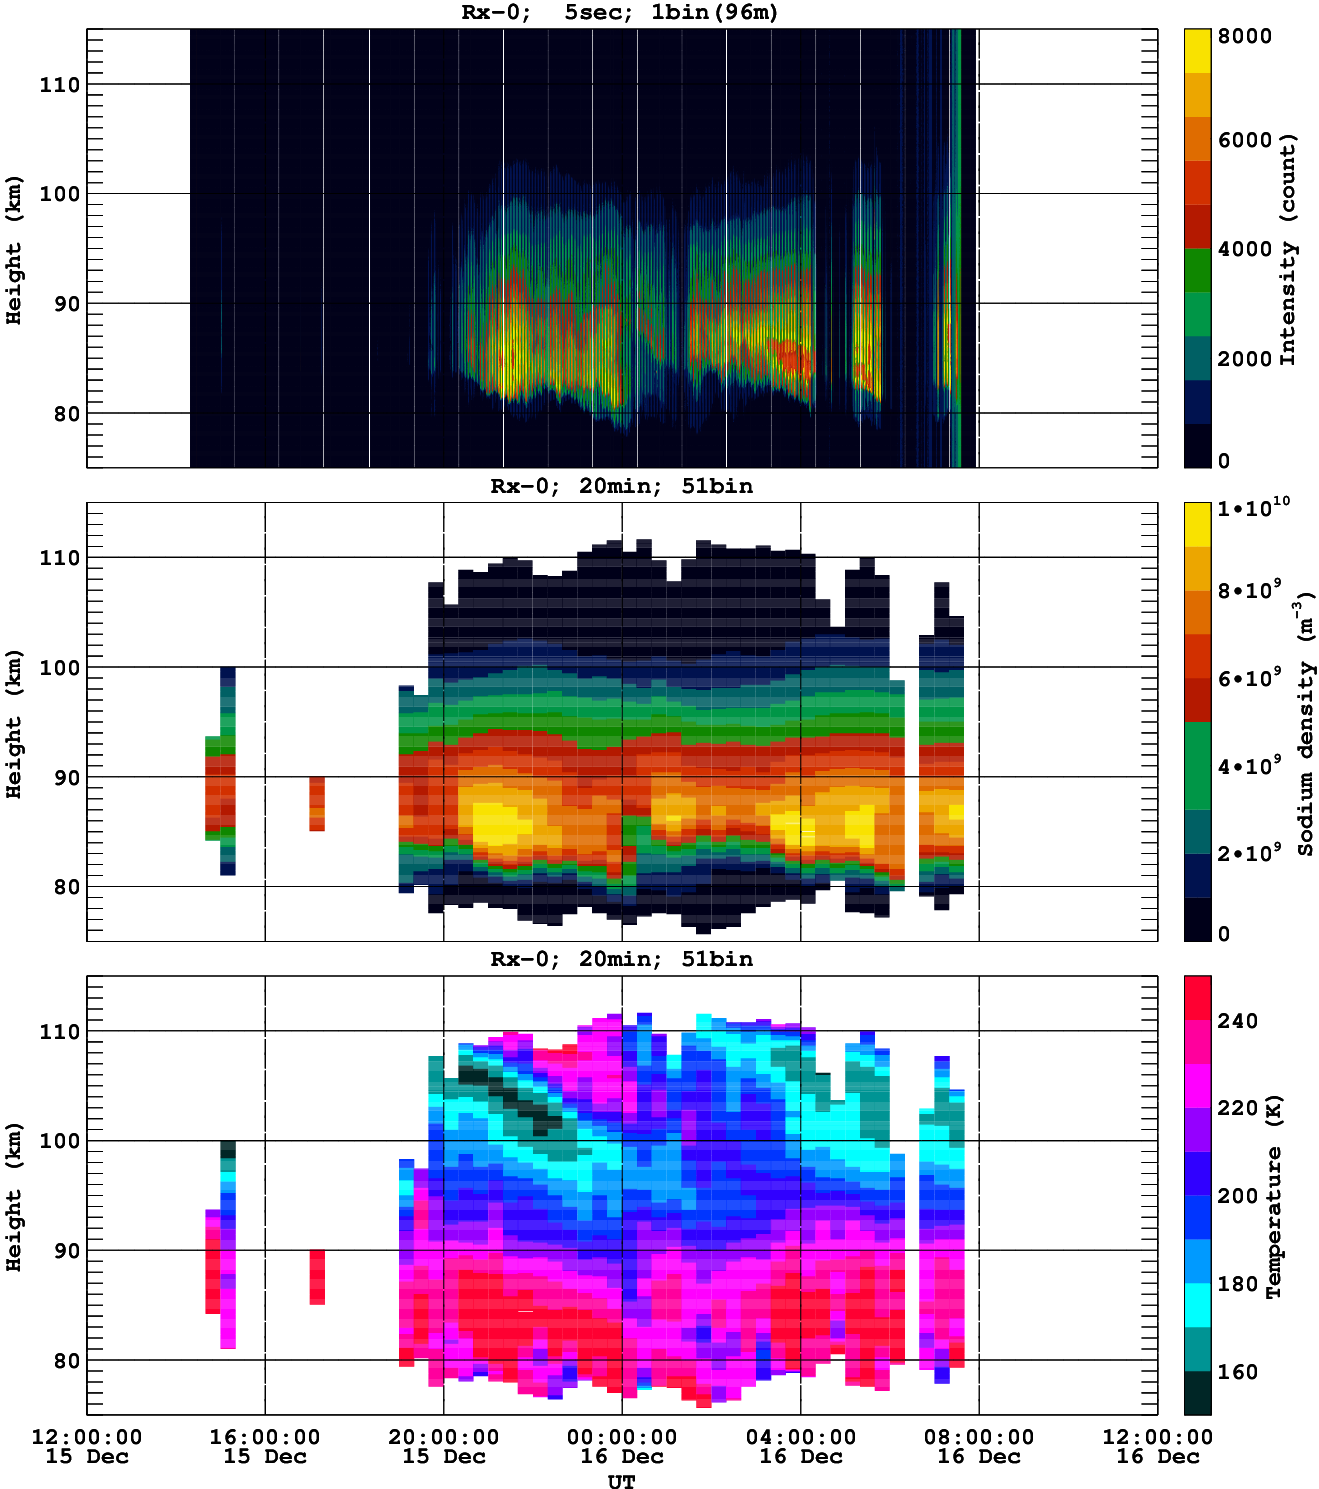 Rx-0;  5sec; 1bin(96m)
110
100
90
80
Height (km)
8000
6000
4000
2000
0
Intensity (count)
Rx-0; 20min; 51bin
110
100
90
80
Height (km)
1•10¹⁰
8•10⁹
6•10⁹
4•10⁹
2•10⁹
0
Sodium density (m⁻³)
Rx-0; 20min; 51bin
110
100
90
80
Height (km)
240
220
200
180
160
Temperature (K)
12:00:00 16:00:00 20:00:00 00:00:00 04:00:00 08:00:00 12:00:00
15 Dec 15 Dec 15 Dec 16 Dec 16 Dec 16 Dec 16 Dec
UT